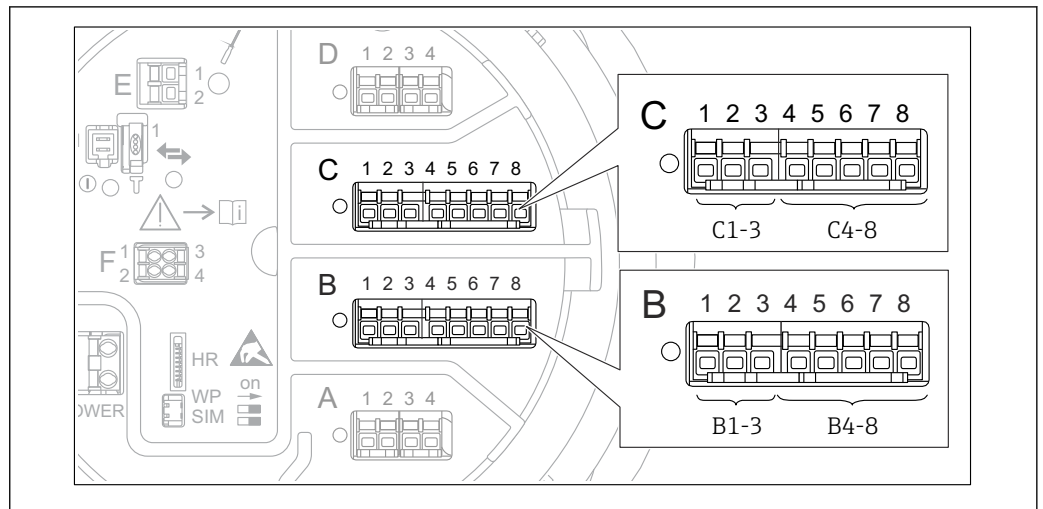 D 1 2 3 4
E 1
2
1
C 1 2 3 4 5 6 7 8
C 1 2 3 4 5 6 7 8
C1-3 C4-8
i
F 1 3
2 4
B 1 2 3 4 5 6 7 8
B 1 2 3 4 5 6 7 8
B1-3 B4-8
HR
on
WP
SIM
OWER
A 1 2 3 4